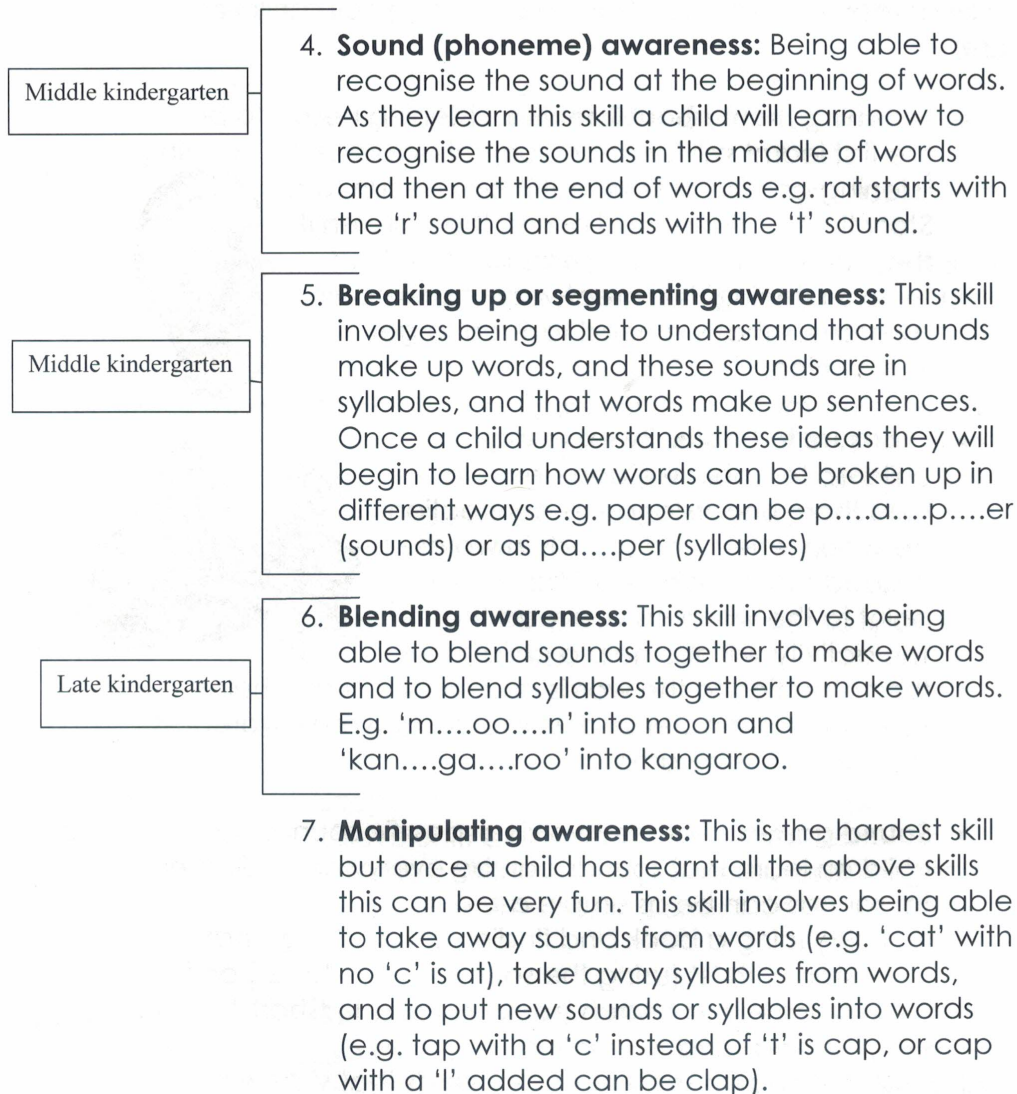 4. Sound (phoneme) awareness: Being able to
recognise the sound at the beginning of words.
Middle kindergarten
As they learn this skill a child will learn how to
recognise the sounds in the middle of words
and then at the end of words e.g. rat starts with
the ‘r’ sound and ends with the ‘t’ sound.
5. Breaking up or segmenting awareness: This skill
involves being able to understand that sounds
Middle kindergarten
make up words, and these sounds are in
syllables, and that words make up sentences.
Once a child understands these ideas they will
begin to learn how words can be broken up in
different ways e.g. paper can be p....a....p....er
(sounds) or as pa....per (syllables)
6. Blending awareness: This skill involves being
able to blend sounds together to make words
Late kindergarten
and to blend syllables together to make words.
E.g. ‘m....oo....n’ into moon and
‘kan....ga....roo’ into kangaroo.
7. Manipulating awareness: This is the hardest skill
but once a child has learnt all the above skills
this can be very fun. This skill involves being able
to take away sounds from words (e.g. ‘cat’ with
no ‘c’ is at), take away syllables from words,
and to put new sounds or syllables into words
(e.g. tap with a ‘c’ instead of ‘t’ is cap, or cap
with a ‘l’ added can be clap).